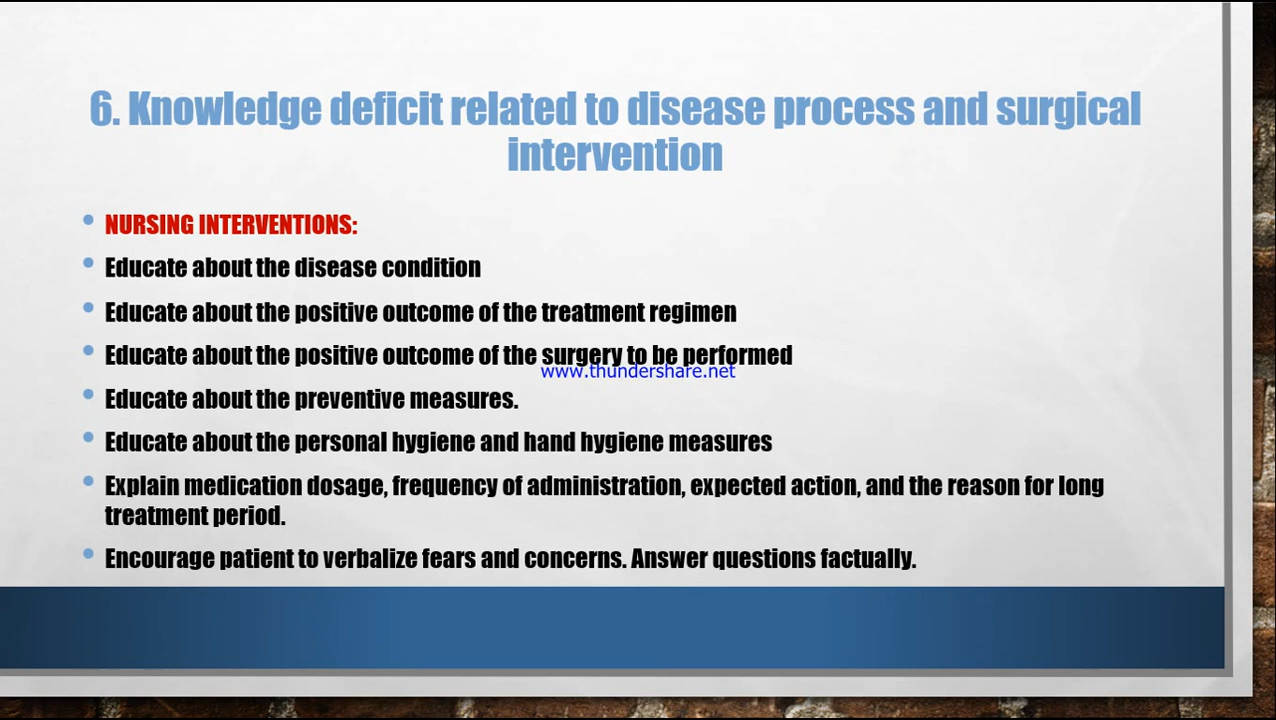 6. Knowledge deficit related to disease process and surgical
intervention
NURSING INTERVENTIONS:
Educate about the disease condition
Educate about the positive outcome of the treatment regimen
Educate about the positive outcome of the surgery to be performed
www.thundershare.net
Educate about the preventive measures.
Educate about the personal hygiene and hand hygiene measures
Explain medication dosage, frequency of administration, expected action, and the reason for long
treatment period.
Encourage patient to verbalize fears and concerns. Answer questions factually.